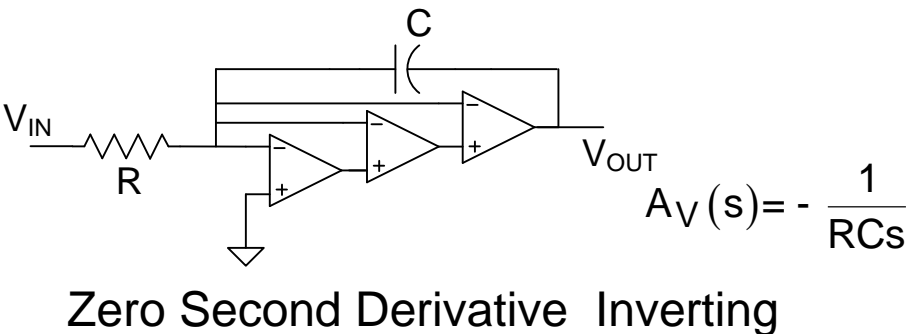 C
V_IN
R
V_OUT
A_V(s)= - 1/RCs
Zero Second Derivative Inverting